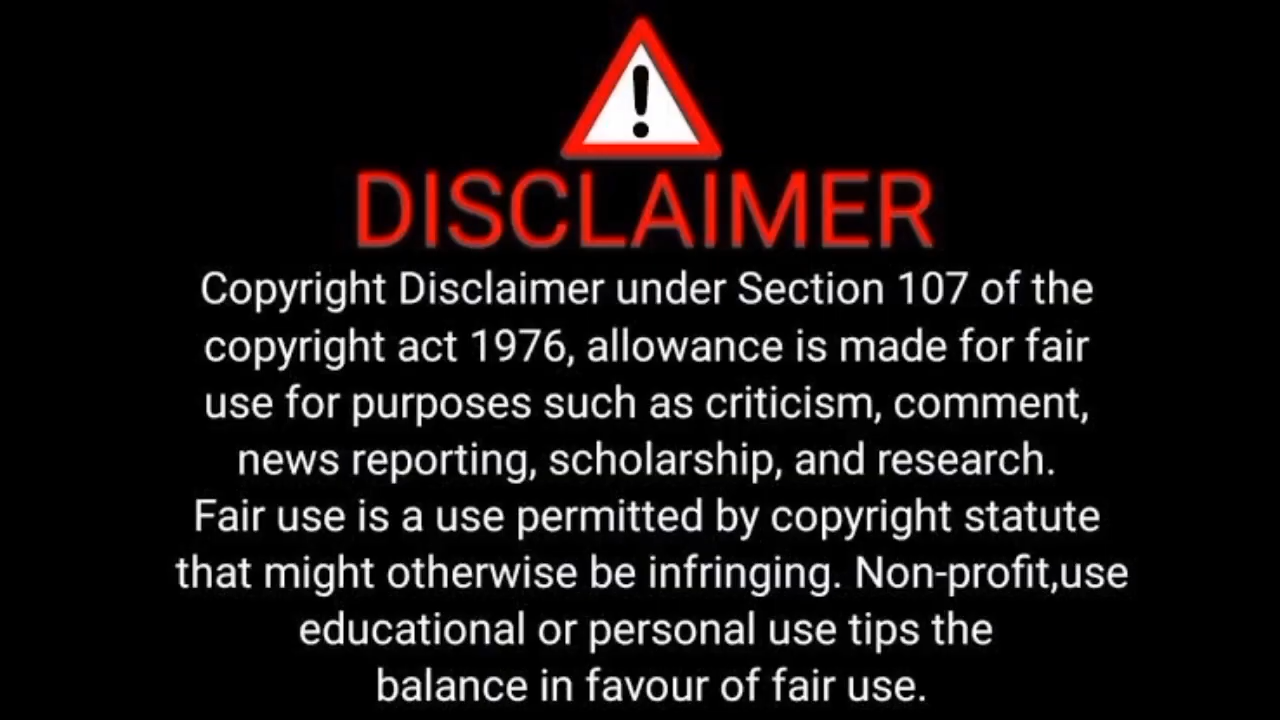 DISCLAIMER
Copyright Disclaimer under Section 107 of the
copyright act 1976, allowance is made for fair
use for purposes such as criticism, comment,
news reporting, scholarship, and research.
Fair use is a use permitted by copyright statute
that might otherwise be infringing. Non-profit,use
educational or personal use tips the
balance in favour of fair use.